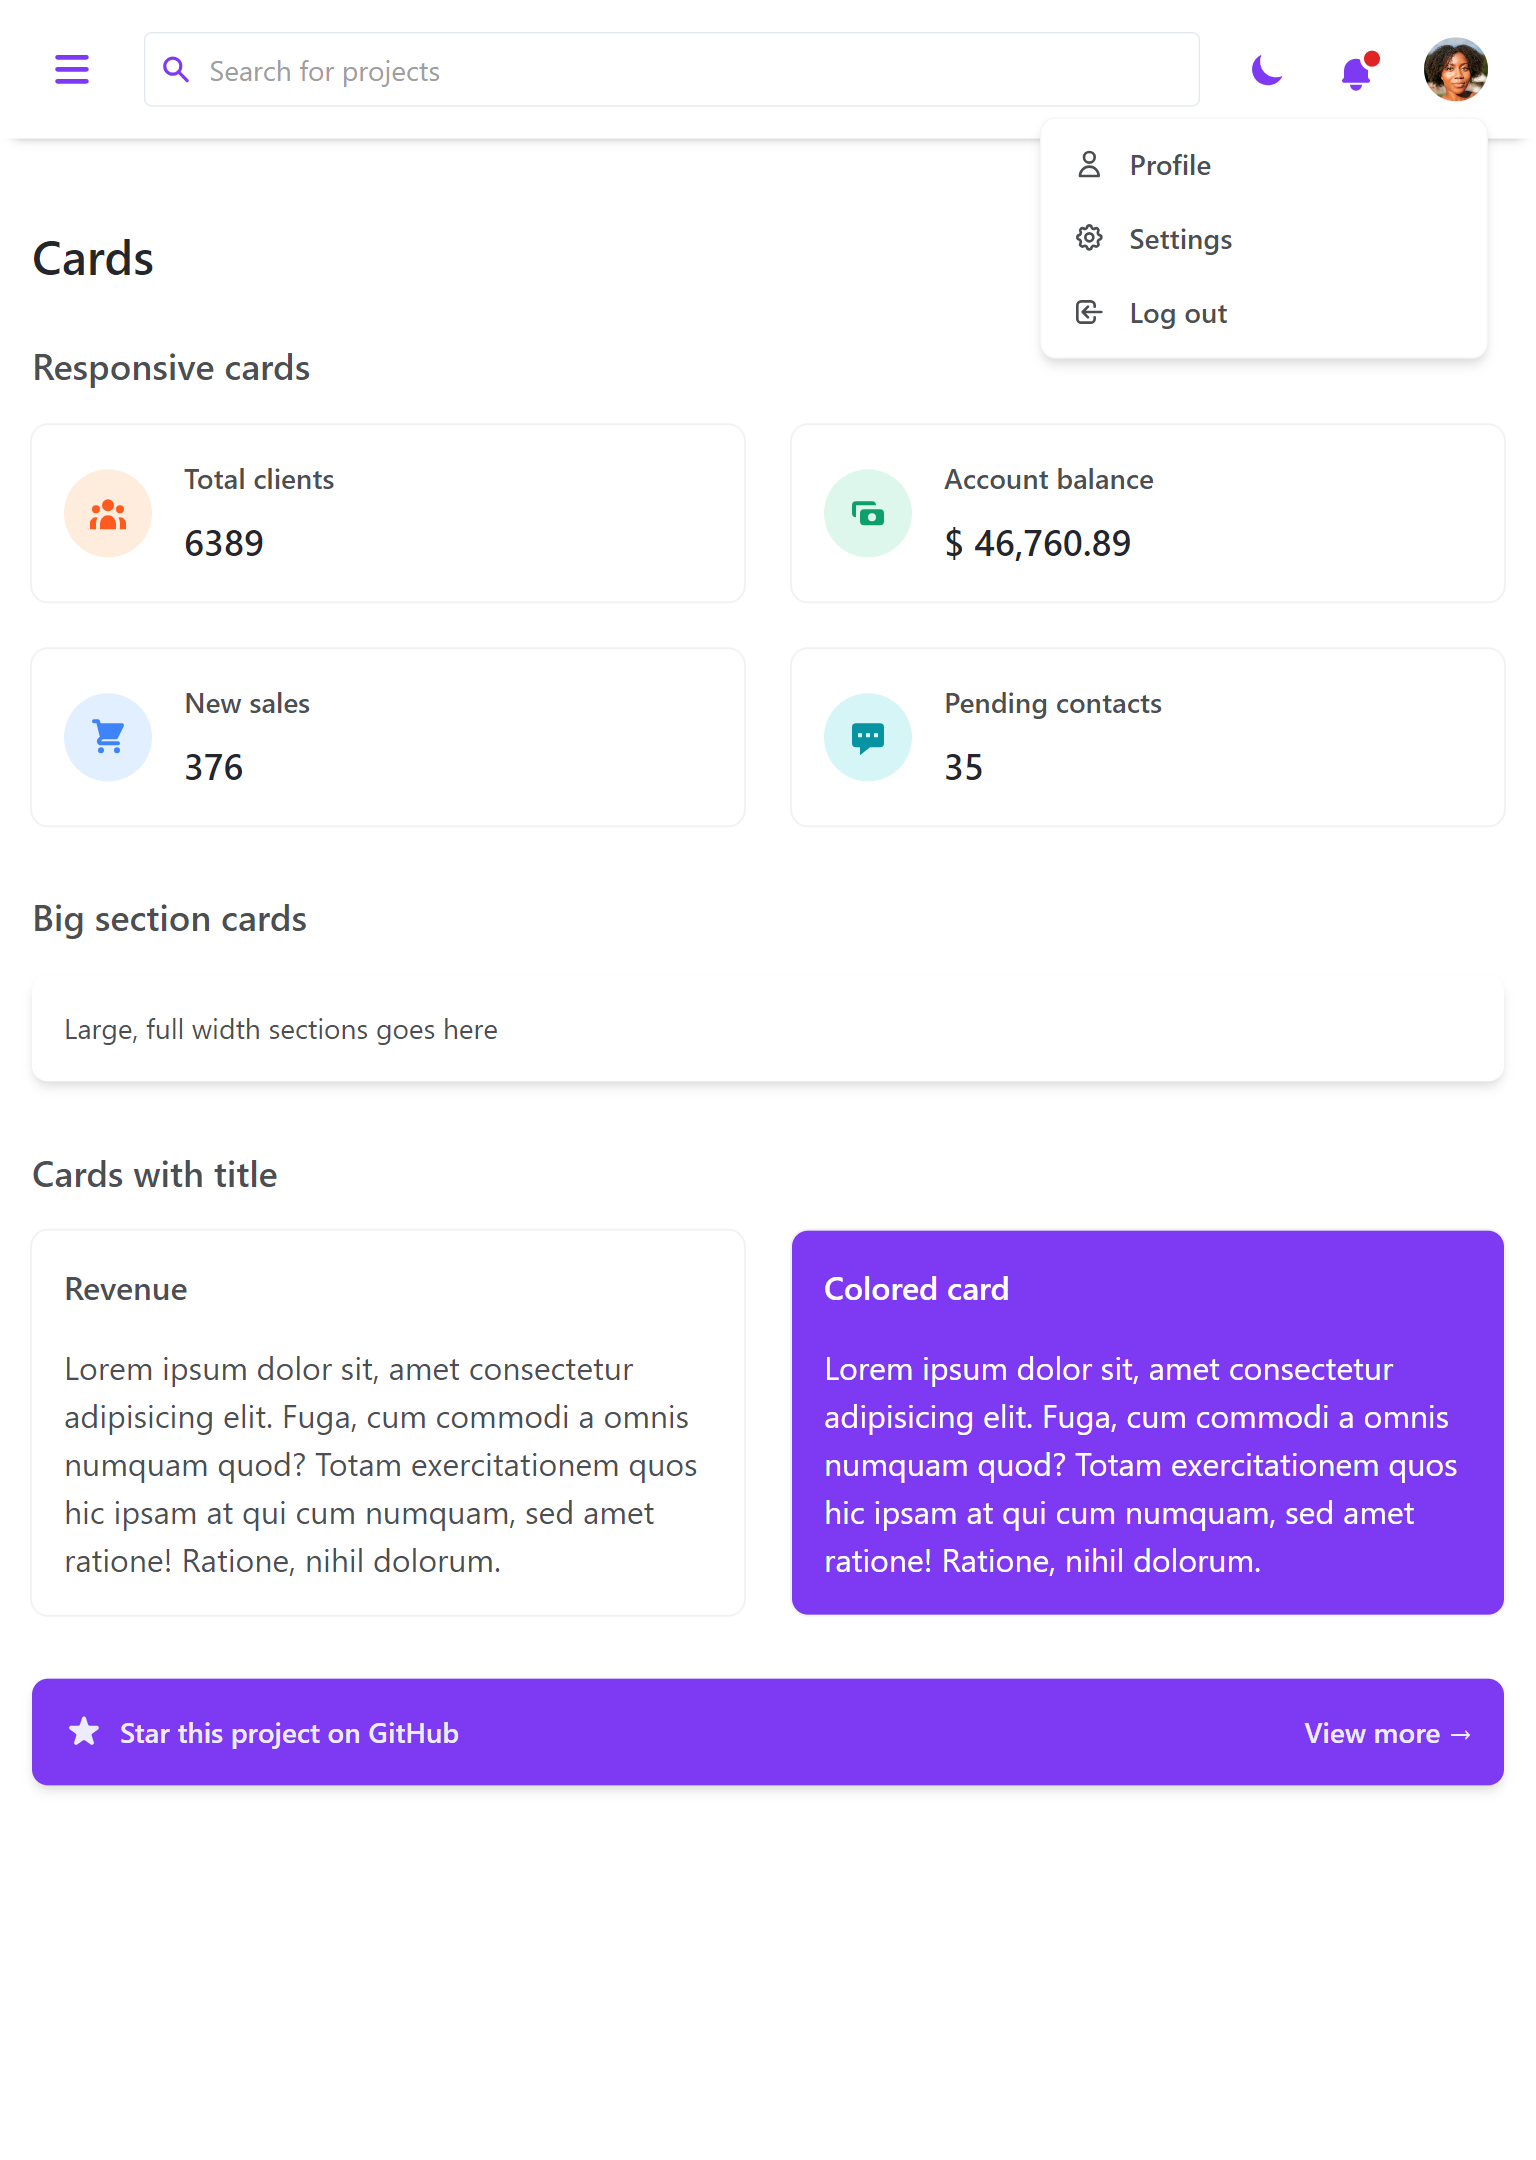 Search for projects
Profile
Settings
Log out
Cards
Responsive cards
Total clients
6389
Account balance
$ 46,760.89
New sales
376
Pending contacts
35
Big section cards
Large, full width sections goes here
Cards with title
Revenue
Lorem ipsum dolor sit, amet consectetur
adipisicing elit. Fuga, cum commodi a omnis
numquam quod? Totam exercitationem quos
hic ipsam at qui cum numquam, sed amet
ratione! Ratione, nihil dolorum.
Colored card
Lorem ipsum dolor sit, amet consectetur
adipisicing elit. Fuga, cum commodi a omnis
numquam quod? Totam exercitationem quos
hic ipsam at qui cum numquam, sed amet
ratione! Ratione, nihil dolorum.
Star this project on GitHub
View more →